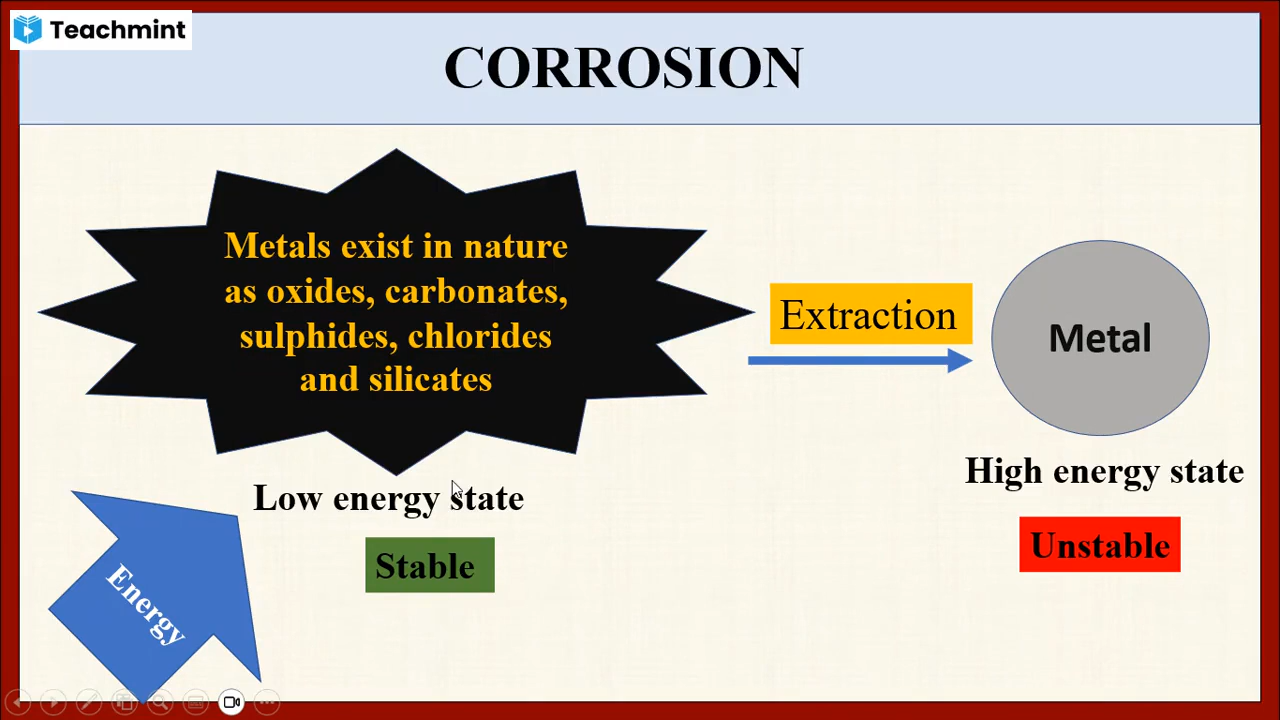 Teachmint
CORROSION
Metals exist in nature
as oxides, carbonates,
sulphides, chlorides
and silicates
Extraction
Metal
Low energy state
High energy state
Stable
Unstable
Energy